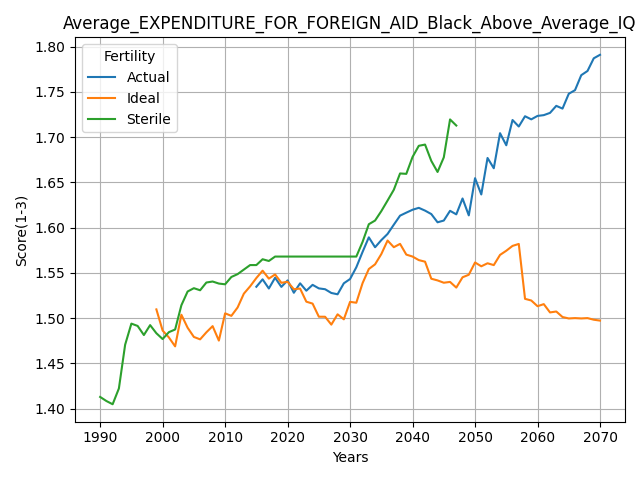 Average_EXPENDITURE_FOR_FOREIGN_AID_Black_Above_Average_IQ
Fertility
Actual
Ideal
Sterile
Score(1-3)
1.80
1.75
1.70
1.65
1.60
1.55
1.50
1.45
1.40
1990 2000 2010 2020 2030 2040 2050 2060 2070
Years